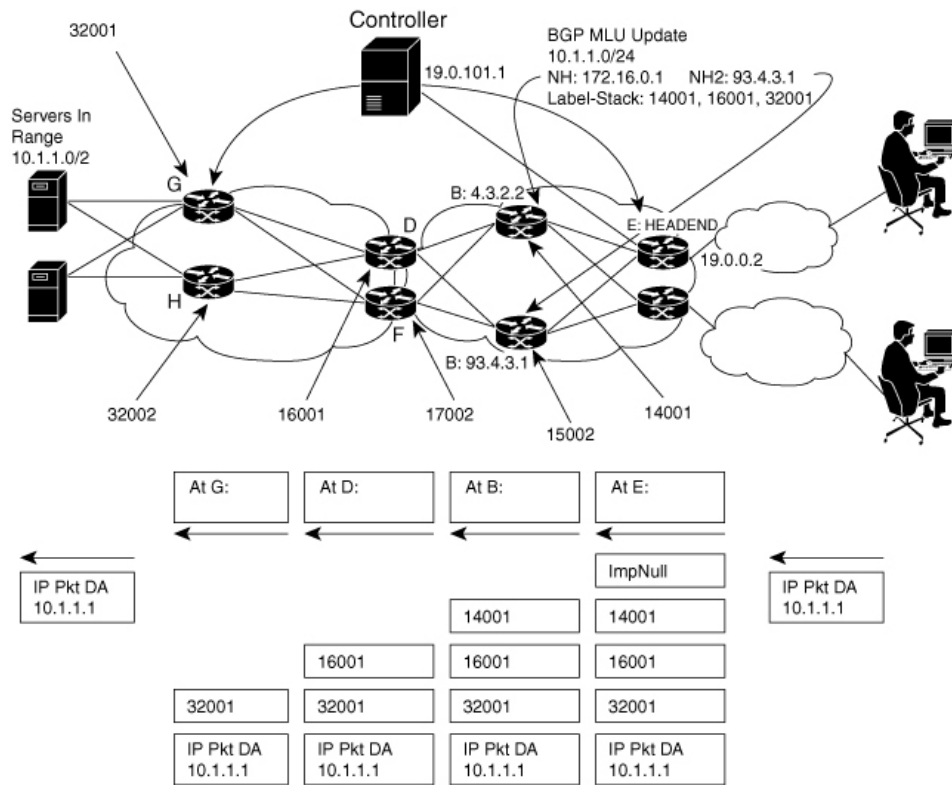 Controller
32001
19.0.101.1
BGP MLU Update
10.1.1.0/24
NH: 172.16.0.1 NH2: 93.4.3.1
Label-Stack: 14001, 16001, 32001
Servers In
Range
10.1.1.0/2
G
B: 4.3.2.2
D
E: HEADEND
19.0.0.2
H
F
B: 93.4.3.1
32002
16001
17002
15002
14001
At G:
At D:
At B:
At E:
ImpNull
IP Pkt DA
10.1.1.1
IP Pkt DA
10.1.1.1
14001
14001
16001
16001
16001
32001
32001
32001
32001
IP Pkt DA
10.1.1.1
IP Pkt DA
10.1.1.1
IP Pkt DA
10.1.1.1
IP Pkt DA
10.1.1.1